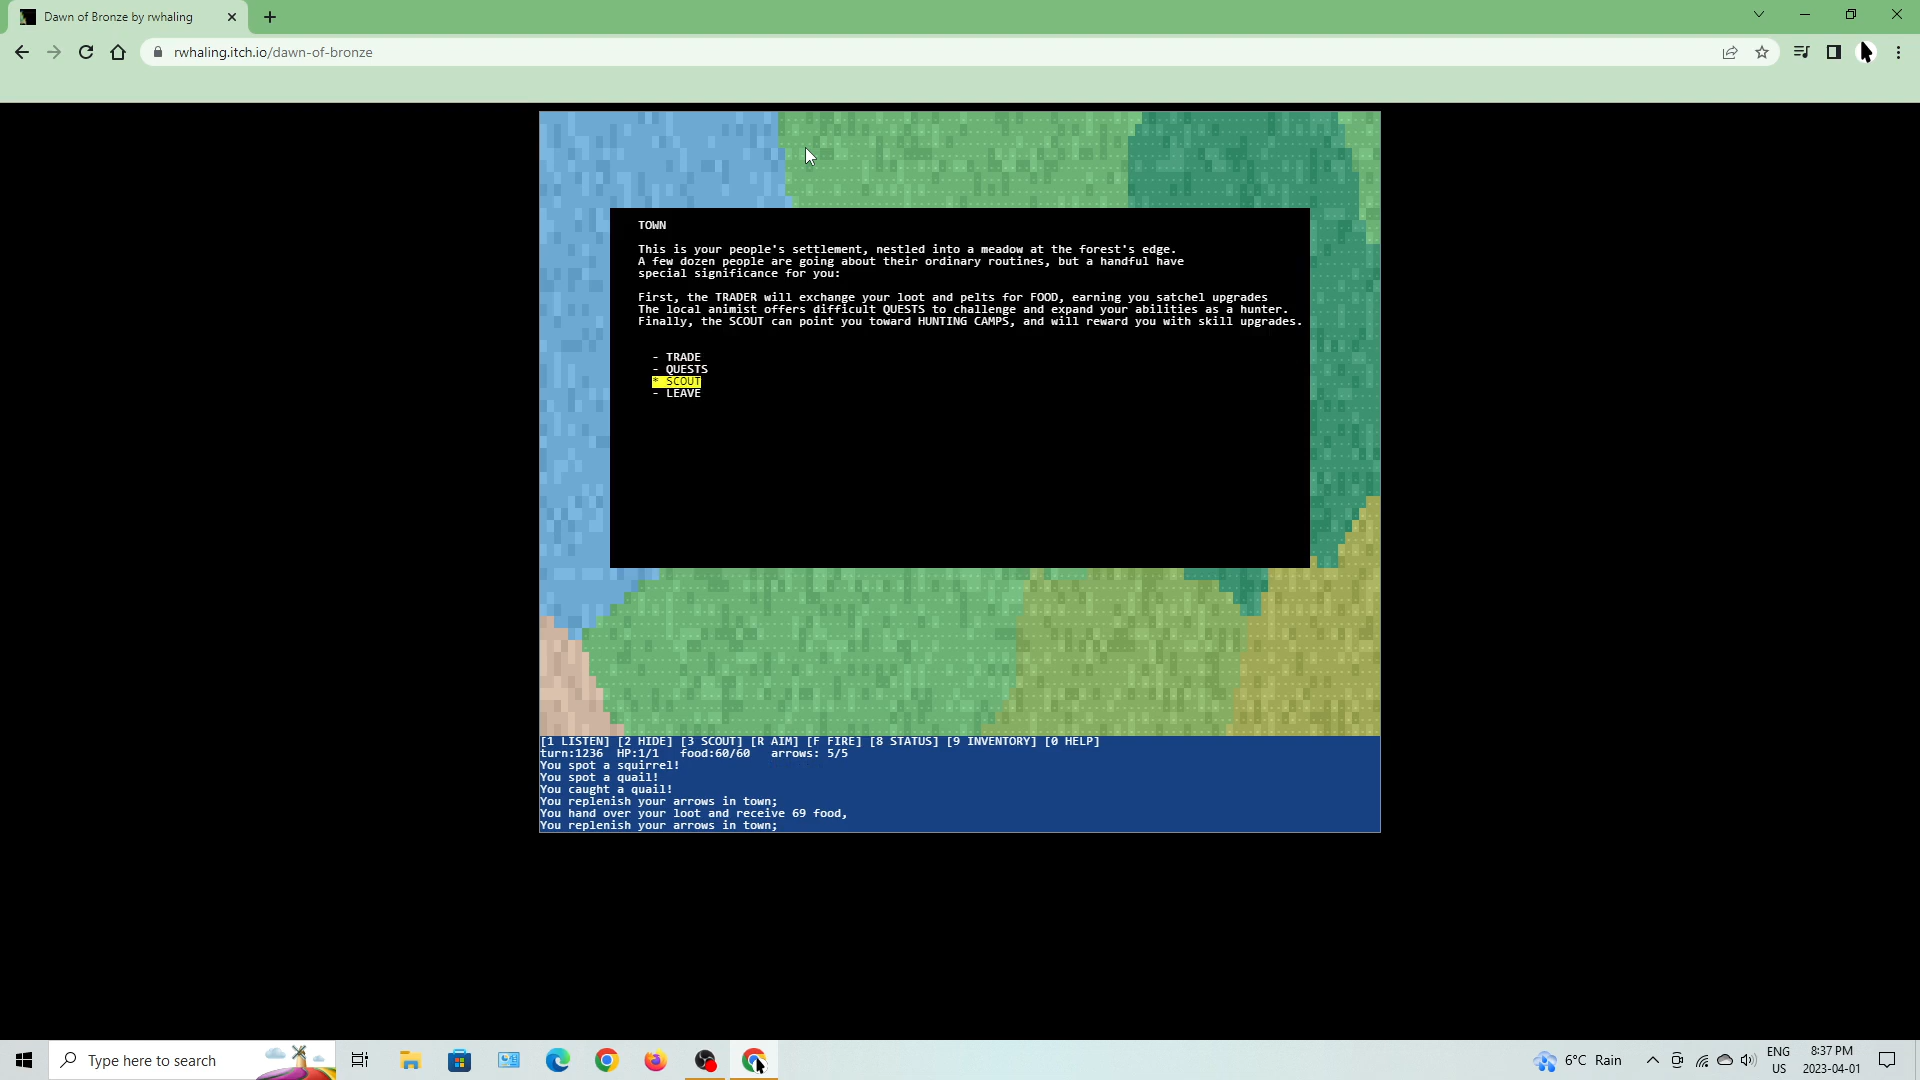 Dawn of Bronze by rwhaling
rwhaling.itch.io/dawn-of-bronze
TOWN
This is your people's settlement, nestled into a meadow at the forest's edge.
A few dozen people are going about their ordinary routines, but a handful have
special significance for you:
First, the TRADER will exchange your loot and pelts for FOOD, earning you satchel upgrades
The local animist offers difficult QUESTS to challenge and expand your abilities as a hunter.
Finally, the SCOUT can point you toward HUNTING CAMPS, and will reward you with skill upgrades.
- TRADE
- QUESTS
* SCOUT
- LEAVE
[1 LISTEN] [2 HIDE] [3 SCOUT] [R AIM] [F FIRE] [8 STATUS] [9 INVENTORY] [0 HELP]
turn:1236 HP:1/1 food:60/60 arrows: 5/5
You spot a squirrel!
You spot a quail!
You caught a quail!
You replenish your arrows in town;
You hand over your loot and receive 69 food,
You replenish your arrows in town;
Type here to search
6°C Rain
ENG
US
8:37 PM
2023-04-01